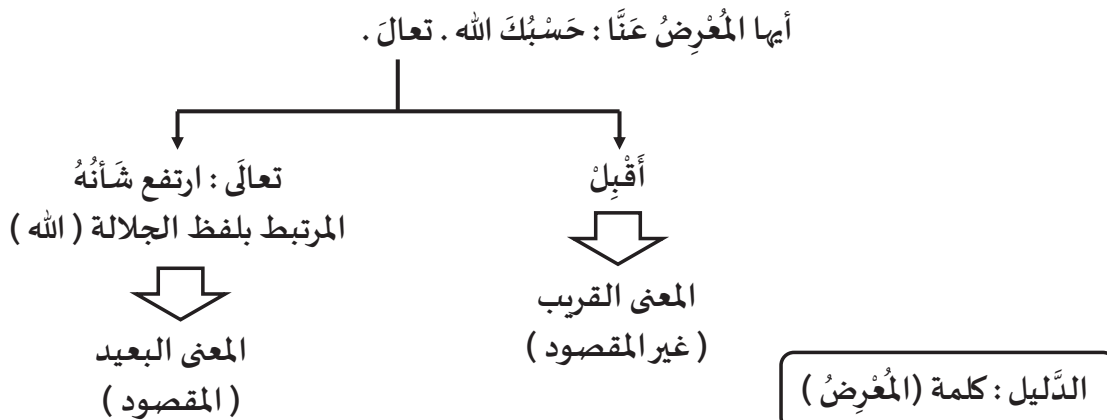 أيها المُعْرِضُ عَنَّا : حَسْبُكَ الله . تعالَ .
أَقْبِلْ
المعنى القريب
( غير المقصود )
تعالَى : ارتفع شَأنُهُ
المرتبط بلفظ الجلالة ( الله )
المعنى البعيد
( المقصود )
الدَّليل : كلمة (المُعْرِضُ )